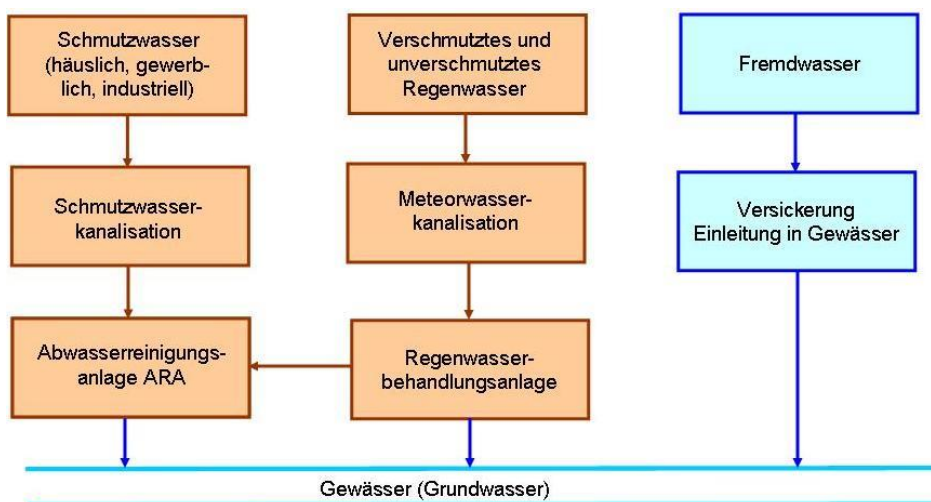 Schmutzwasser
(häuslich, gewerb-
lich, industriell)
Verschmutztes und
unverschmutztes
Regenwasser
Fremdwasser
Schmutzwasser-
kanalisation
Meteorwasser-
kanalisation
Versickerung
Einleitung in Gewässer
Abwasserreinigungs-
anlage ARA
Regenwasser-
behandlungsanlage
Gewässer (Grundwasser)